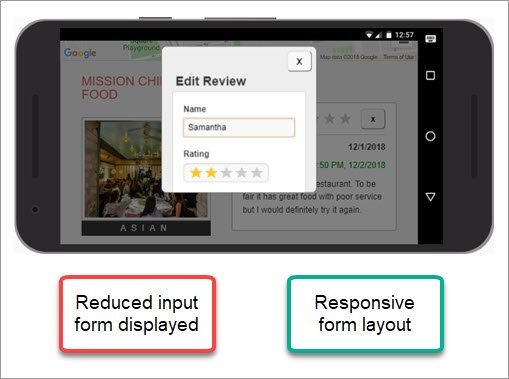 12:57
Square
Playground
Google
Map data ©2018 Google
Terms of Use
X
MISSION CHI
FOOD
Edit Review
Name
Samantha
X
Rating
12/1/2018
:50 PM, 12/2/2018
estaurant. To be
fair it has great food with poor service
but I would definitely try it again.
ASIAN
Reduced input
form displayed
Responsive
form layout